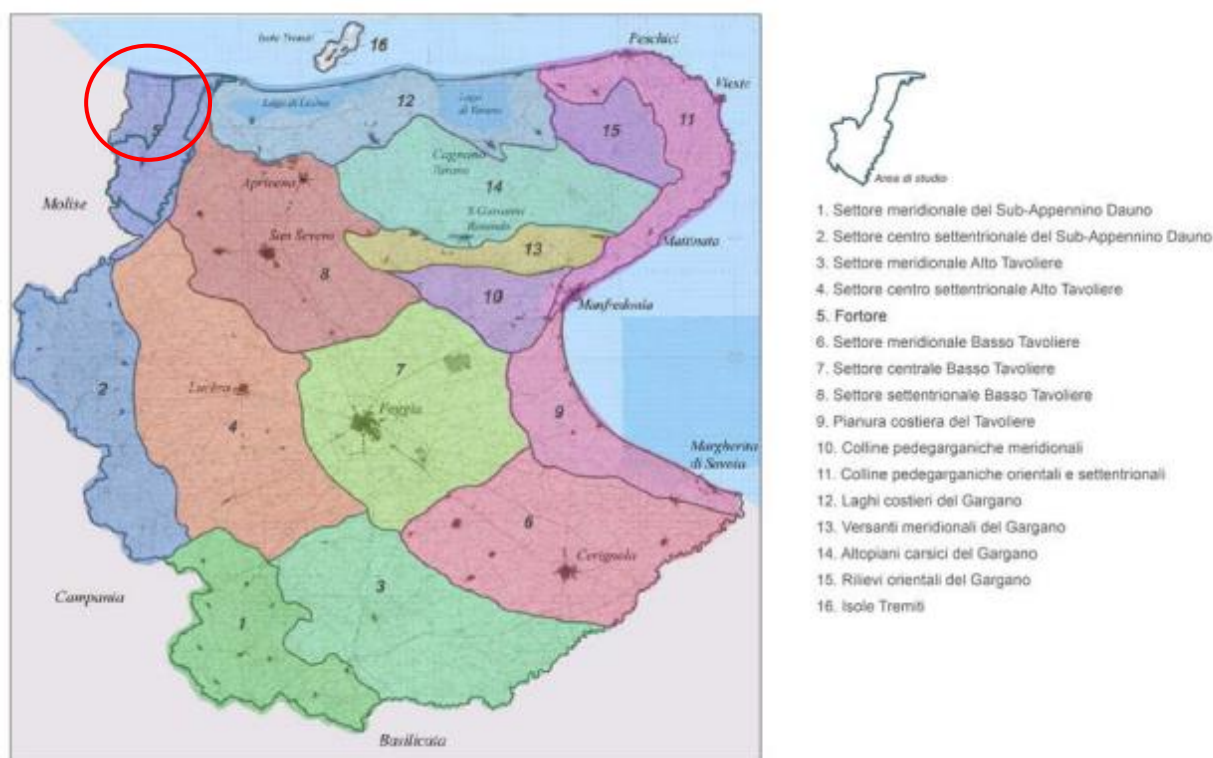 Isole Tremiti
16
Peschici
Vieste
Lago di Lesina
12
Lago
di Varano
11
15
5
Cagnano
Varano
Apricena
14
Molise
S Giovanni
Rotondo
San Severo
13
Mattinata
8
10
Manfredonia
7
2
Lucera
Foggia
4
9
Margherita
di Savoia
6
Cerignola
3
Campania
1
Basilicata
Area di studio
1. Settore meridionale del Sub-Appennino Dauno
2. Settore centro settentrionale del Sub-Appennino Dauno
3. Settore meridionale Alto Tavoliere
4. Settore centro settentrionale Alto Tavoliere
5. Fortore
6. Settore meridionale Basso Tavoliere
7. Settore centrale Basso Tavoliere
8. Settore settentrionale Basso Tavoliere
9. Pianura costiera del Tavoliere
10. Colline pedegarganiche meridionali
11. Colline pedegarganiche orientali e settentrionali
12. Laghi costieri del Gargano
13. Versanti meridionali del Gargano
14. Altopiani carsici del Gargano
15. Rilievi orientali del Gargano
16. Isole Tremiti